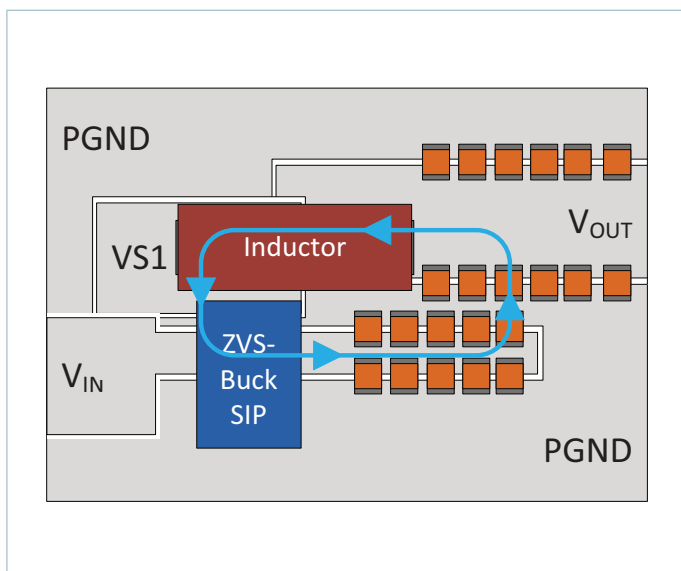 PGND
VOUT
VS1
Inductor
ZVS-
Buck
SIP
VIN
PGND